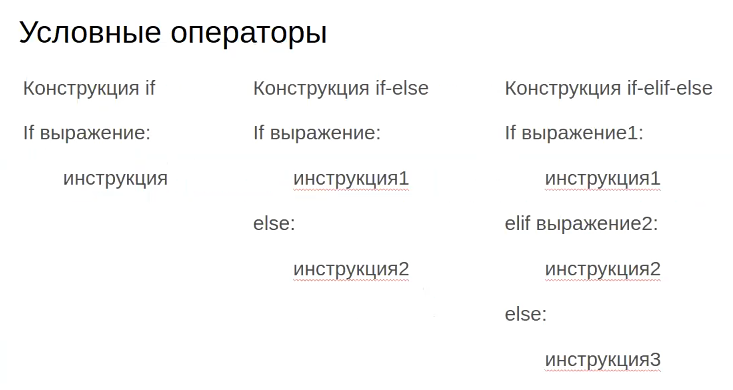 Условные операторы
Конструкция if
If выражение:
инструкция
Конструкция if-else
If выражение:
инструкция1
else:
инструкция2
Конструкция if-elif-else
If выражение1:
инструкция1
elif выражение2:
инструкция2
else:
инструкция3